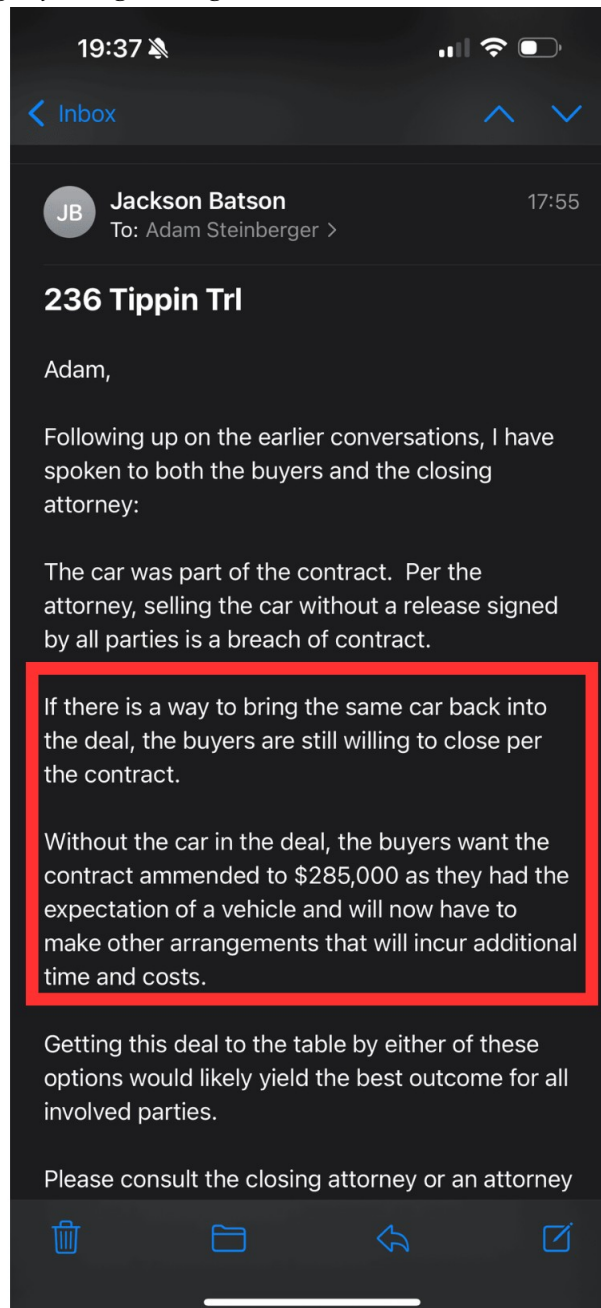 19:37
Inbox
JB
Jackson Batson
17:55
To: Adam Steinberger >
236 Tippin Trl
Adam,
Following up on the earlier conversations, I have
spoken to both the buyers and the closing
attorney:
The car was part of the contract.  Per the
attorney, selling the car without a release signed
by all parties is a breach of contract.
If there is a way to bring the same car back into
the deal, the buyers are still willing to close per
the contract.
Without the car in the deal, the buyers want the
contract ammended to $285,000 as they had the
expectation of a vehicle and will now have to
make other arrangements that will incur additional
time and costs.
Getting this deal to the table by either of these
options would likely yield the best outcome for all
involved parties.
Please consult the closing attorney or an attorney